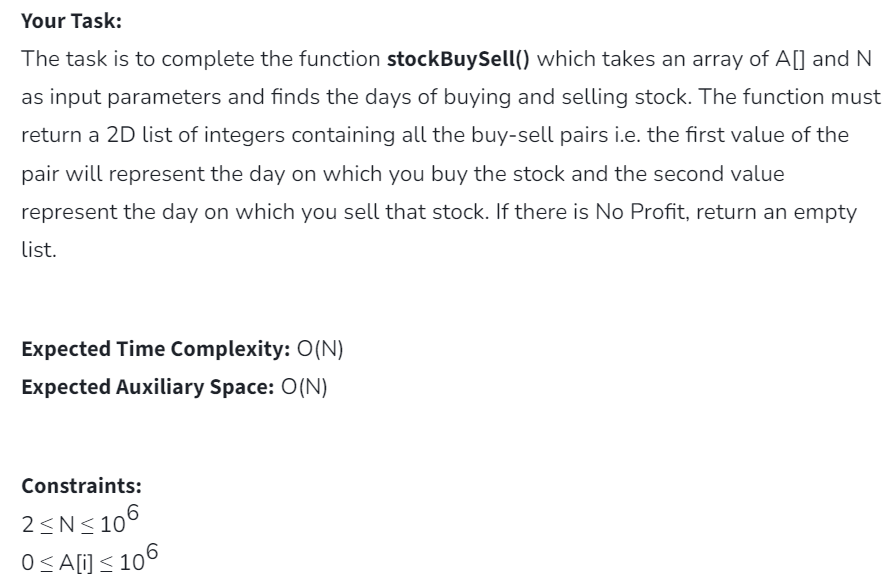 Your Task:
The task is to complete the function stockBuySell() which takes an array of A[] and N
as input parameters and finds the days of buying and selling stock. The function must
return a 2D list of integers containing all the buy-sell pairs i.e. the first value of the
pair will represent the day on which you buy the stock and the second value
represent the day on which you sell that stock. If there is No Profit, return an empty
list.
Expected Time Complexity: O(N)
Expected Auxiliary Space: O(N)
Constraints:
2 ≤ N ≤ 10⁶
0 ≤ A[i] ≤ 10⁶